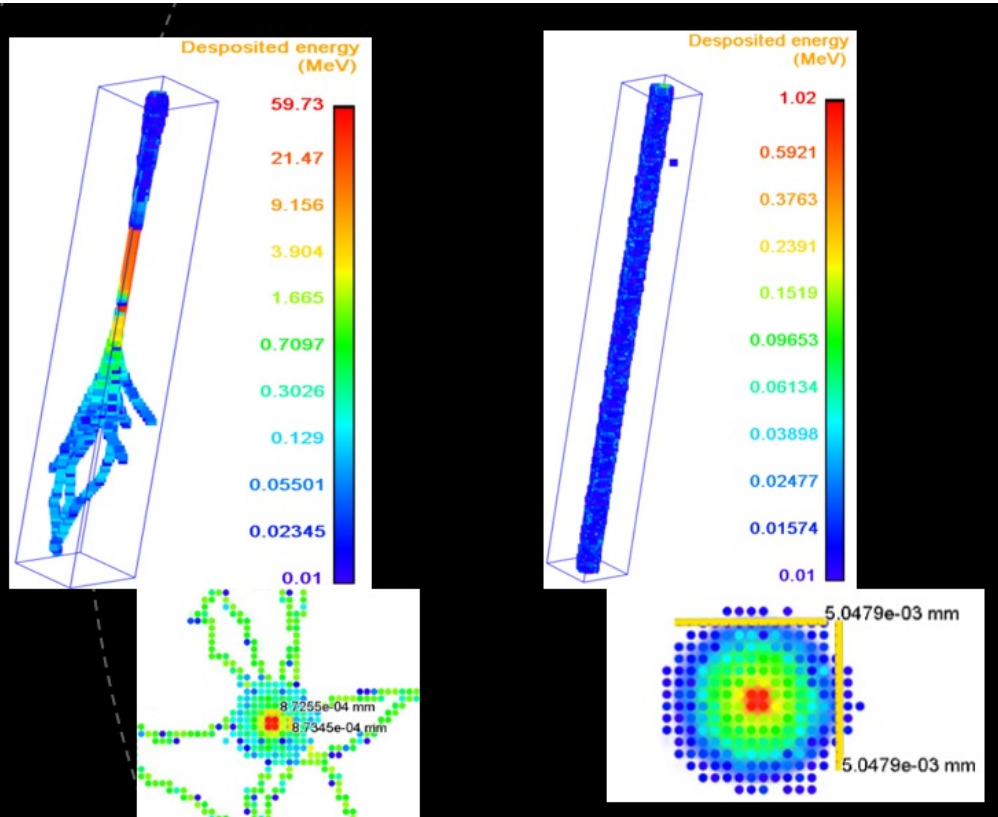 Desposited energy
(MeV)
59.73
21.47
9.156
3.904
1.665
0.7097
0.3026
0.129
0.05501
0.02345
0.01
Desposited energy
(MeV)
1.02
0.5921
0.3763
0.2391
0.1519
0.09653
0.06134
0.03898
0.02477
0.01574
0.01
8.7255e-04 mm
8.7345e-04 mm
5.0479e-03 mm
5.0479e-03 mm